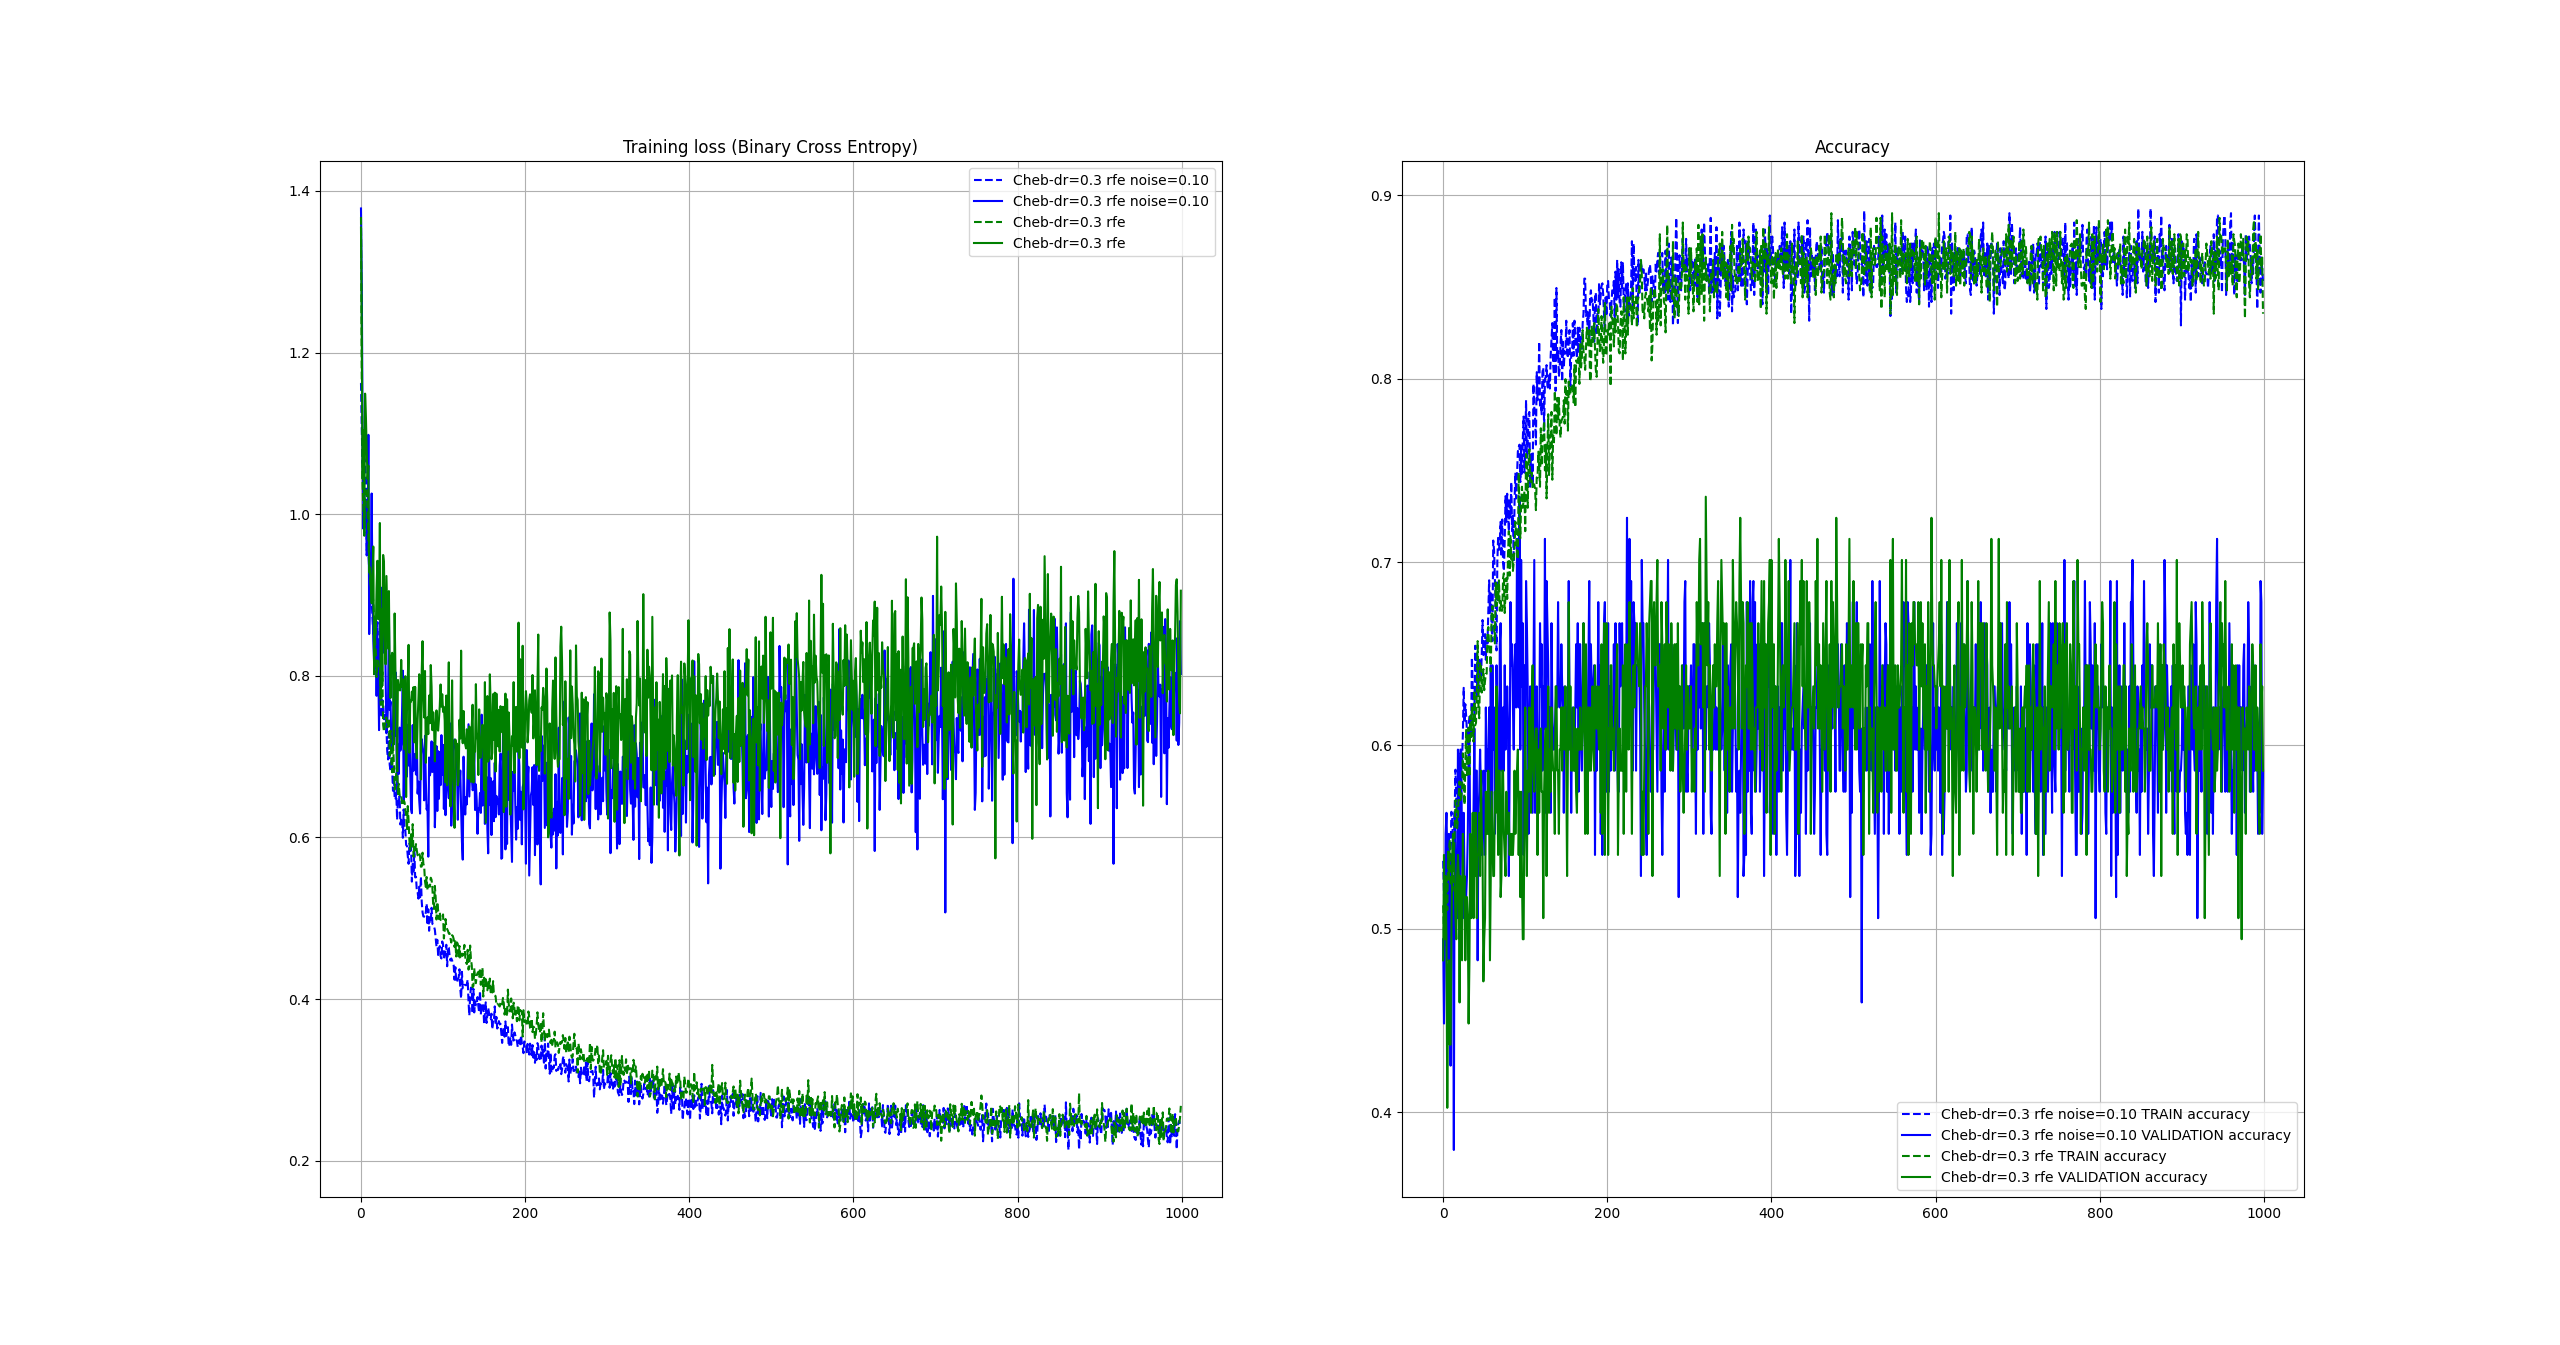 Training loss (Binary Cross Entropy)
1.4
1.2
1.0
0.8
0.6
0.4
0.2
0 200 400 600 800 1000
Cheb-dr=0.3 rfe noise=0.10
Cheb-dr=0.3 rfe noise=0.10
Cheb-dr=0.3 rfe
Cheb-dr=0.3 rfe
Accuracy
0.9
0.8
0.7
0.6
0.5
0.4
0 200 400 600 800 1000
Cheb-dr=0.3 rfe noise=0.10 TRAIN accuracy
Cheb-dr=0.3 rfe noise=0.10 VALIDATION accuracy
Cheb-dr=0.3 rfe TRAIN accuracy
Cheb-dr=0.3 rfe VALIDATION accuracy